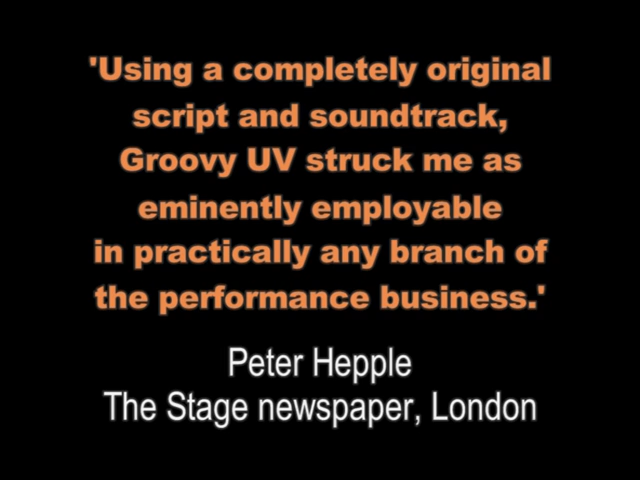 'Using a completely original
script and soundtrack,
Groovy UV struck me as
eminently employable
in practically any branch of
the performance business.'
Peter Hepple
The Stage newspaper, London